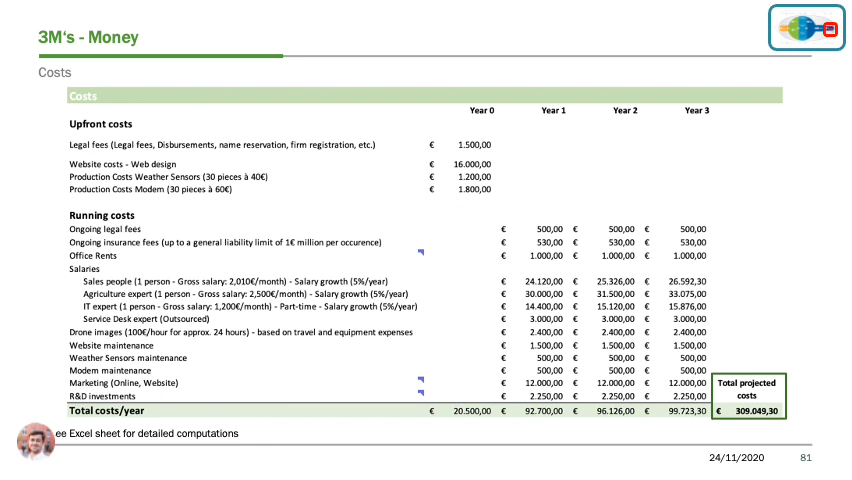 3M's - Money
Costs
Costs
Year 0 Year 1 Year 2 Year 3
Upfront costs
Legal fees (Legal fees, Disbursements, name reservation, firm registration, etc.) € 1.500,00
Website costs - Web design € 16.000,00
Production Costs Weather Sensors (30 pieces à 40€) € 1.200,00
Production Costs Modem (30 pieces à 60€) € 1.800,00
Running costs
Ongoing legal fees € 500,00 € 500,00 € 500,00
Ongoing insurance fees (up to a general liability limit of 1€ million per occurence) € 530,00 € 530,00 € 530,00
Office Rents € 1.000,00 € 1.000,00 € 1.000,00
Salaries
Sales people (1 person - Gross salary: 2,010€/month) - Salary growth (5%/year) € 24.120,00 € 25.326,00 € 26.592,30
Agriculture expert (1 person - Gross salary: 2,500€/month) - Salary growth (5%/year) € 30.000,00 € 31.500,00 € 33.075,00
IT expert (1 person - Gross salary: 1,200€/month) - Part-time - Salary growth (5%/year) € 14.400,00 € 15.120,00 € 15.876,00
Service Desk expert (Outsourced) € 3.000,00 € 3.000,00 € 3.000,00
Drone images (100€/hour for approx. 24 hours) - based on travel and equipment expenses € 2.400,00 € 2.400,00 € 2.400,00
Website maintenance € 1.500,00 € 1.500,00 € 1.500,00
Weather Sensors maintenance € 500,00 € 500,00 € 500,00
Modem maintenance € 500,00 € 500,00 € 500,00
Marketing (Online, Website) € 12.000,00 € 12.000,00 € 12.000,00
R&D investments € 2.250,00 € 2.250,00 € 2.250,00
Total projected
costs
Total costs/year € 20.500,00 € 92.700,00 € 96.126,00 € 99.723,30 € 309.049,30
ee Excel sheet for detailed computations
24/11/2020 81